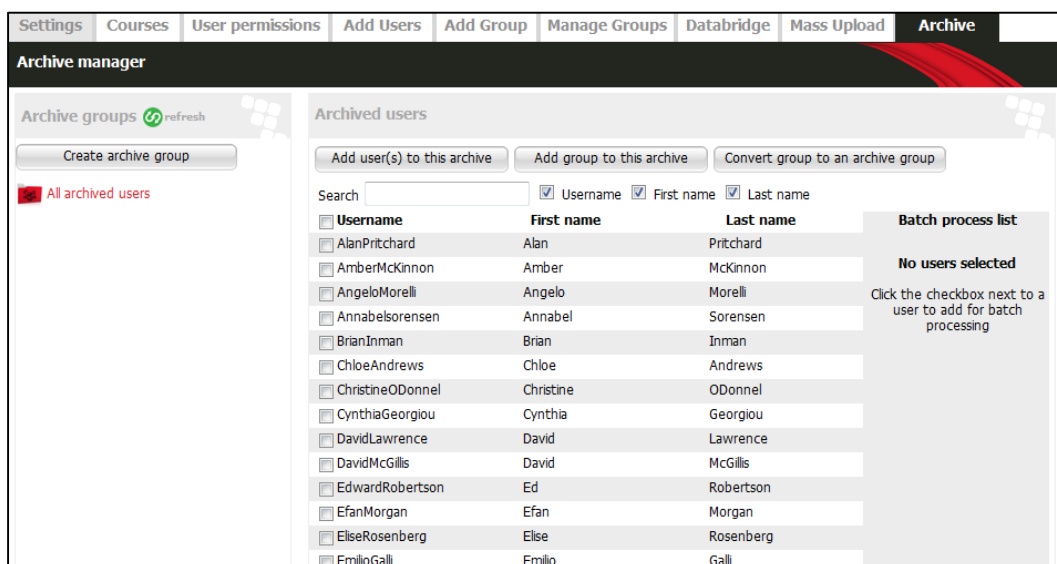 Settings Courses User permissions Add Users Add Group Manage Groups Databridge Mass Upload Archive
Archive manager
Archive groups refresh
Create archive group
All archived users
Archived users
Add user(s) to this archive Add group to this archive Convert group to an archive group
Search Username First name Last name
Username First name Last name
AlanPritchard Alan Pritchard
AmberMcKinnon Amber McKinnon
AngeloMorelli Angelo Morelli
Annabelsorensen Annabel Sorensen
BrianInman Brian Inman
ChloeAndrews Chloe Andrews
ChristineODonnel Christine ODonnel
CynthiaGeorgiou Cynthia Georgiou
DavidLawrence David Lawrence
DavidMcGillis David McGillis
EdwardRobertson Ed Robertson
EfanMorgan Efan Morgan
EliseRosenberg Elise Rosenberg
EmilioGalli Emilio Galli
Batch process list
No users selected
Click the checkbox next to a
user to add for batch
processing